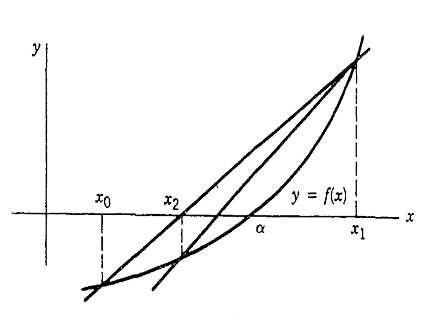 y
x₀
x₂
y = f(x)
x
α
x₁